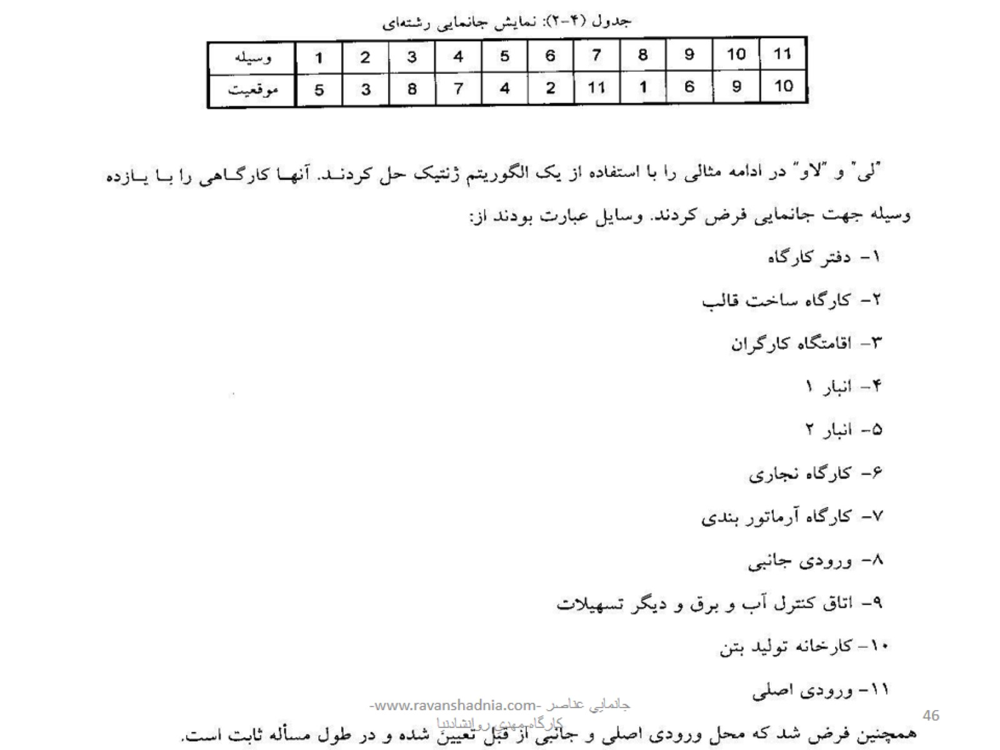 جدول (۴-۲): نمایش جانمایی رشته‌ای
وسیله 1 2 3 4 5 6 7 8 9 10 11
موقعیت 5 3 8 7 4 2 11 1 6 9 10
"لی" و "لاو" در ادامه مثالی را با استفاده از یک الگوریتم ژنتیک حل کردند. آنها کارگاهی را با یازده
وسیله جهت جانمایی فرض کردند. وسایل عبارت بودند از:
۱- دفتر کارگاه
۲- کارگاه ساخت قالب
۳- اقامتگاه کارگران
۴- انبار ۱
۵- انبار ۲
۶- کارگاه نجاری
۷- کارگاه آرماتور بندی
۸- ورودی جانبی
۹- اتاق کنترل آب و برق و دیگر تسهیلات
۱۰- کارخانه تولید بتن
۱۱- ورودی اصلی
جانمایی عناصر -www.ravanshadnia.com-
کارگاه-مهدی روانشادنیا
46
همچنین فرض شد که محل ورودی اصلی و جانبی از قبل تعیین شده و در طول مسأله ثابت است.